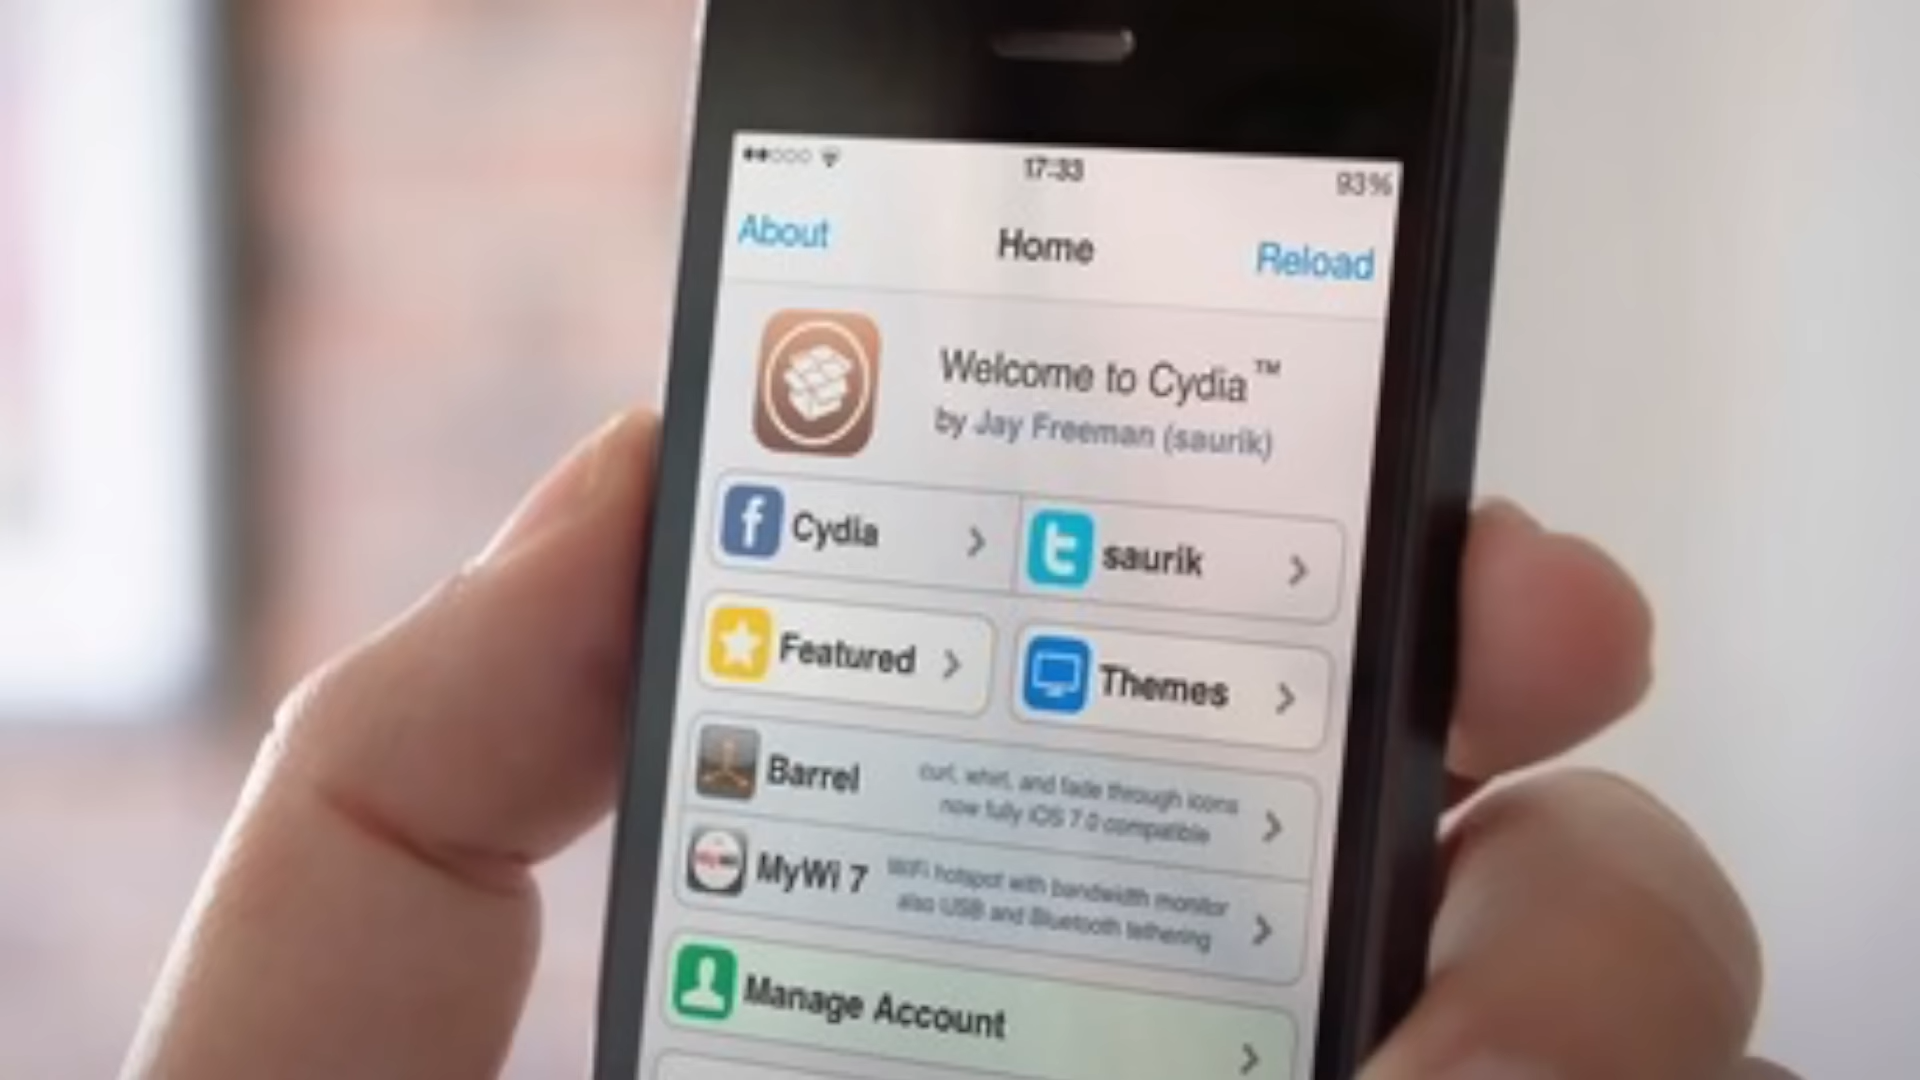 17:33
93%
About
Home
Reload
Welcome to Cydia™
by Jay Freeman (saurik)
Cydia
saurik
Featured
Themes
Barrel
curl, whirl, and fade through icons
now fully iOS 7.0 compatible
MyWi 7
WiFi hotspot with bandwidth monitor
also USB and Bluetooth tethering
Manage Account